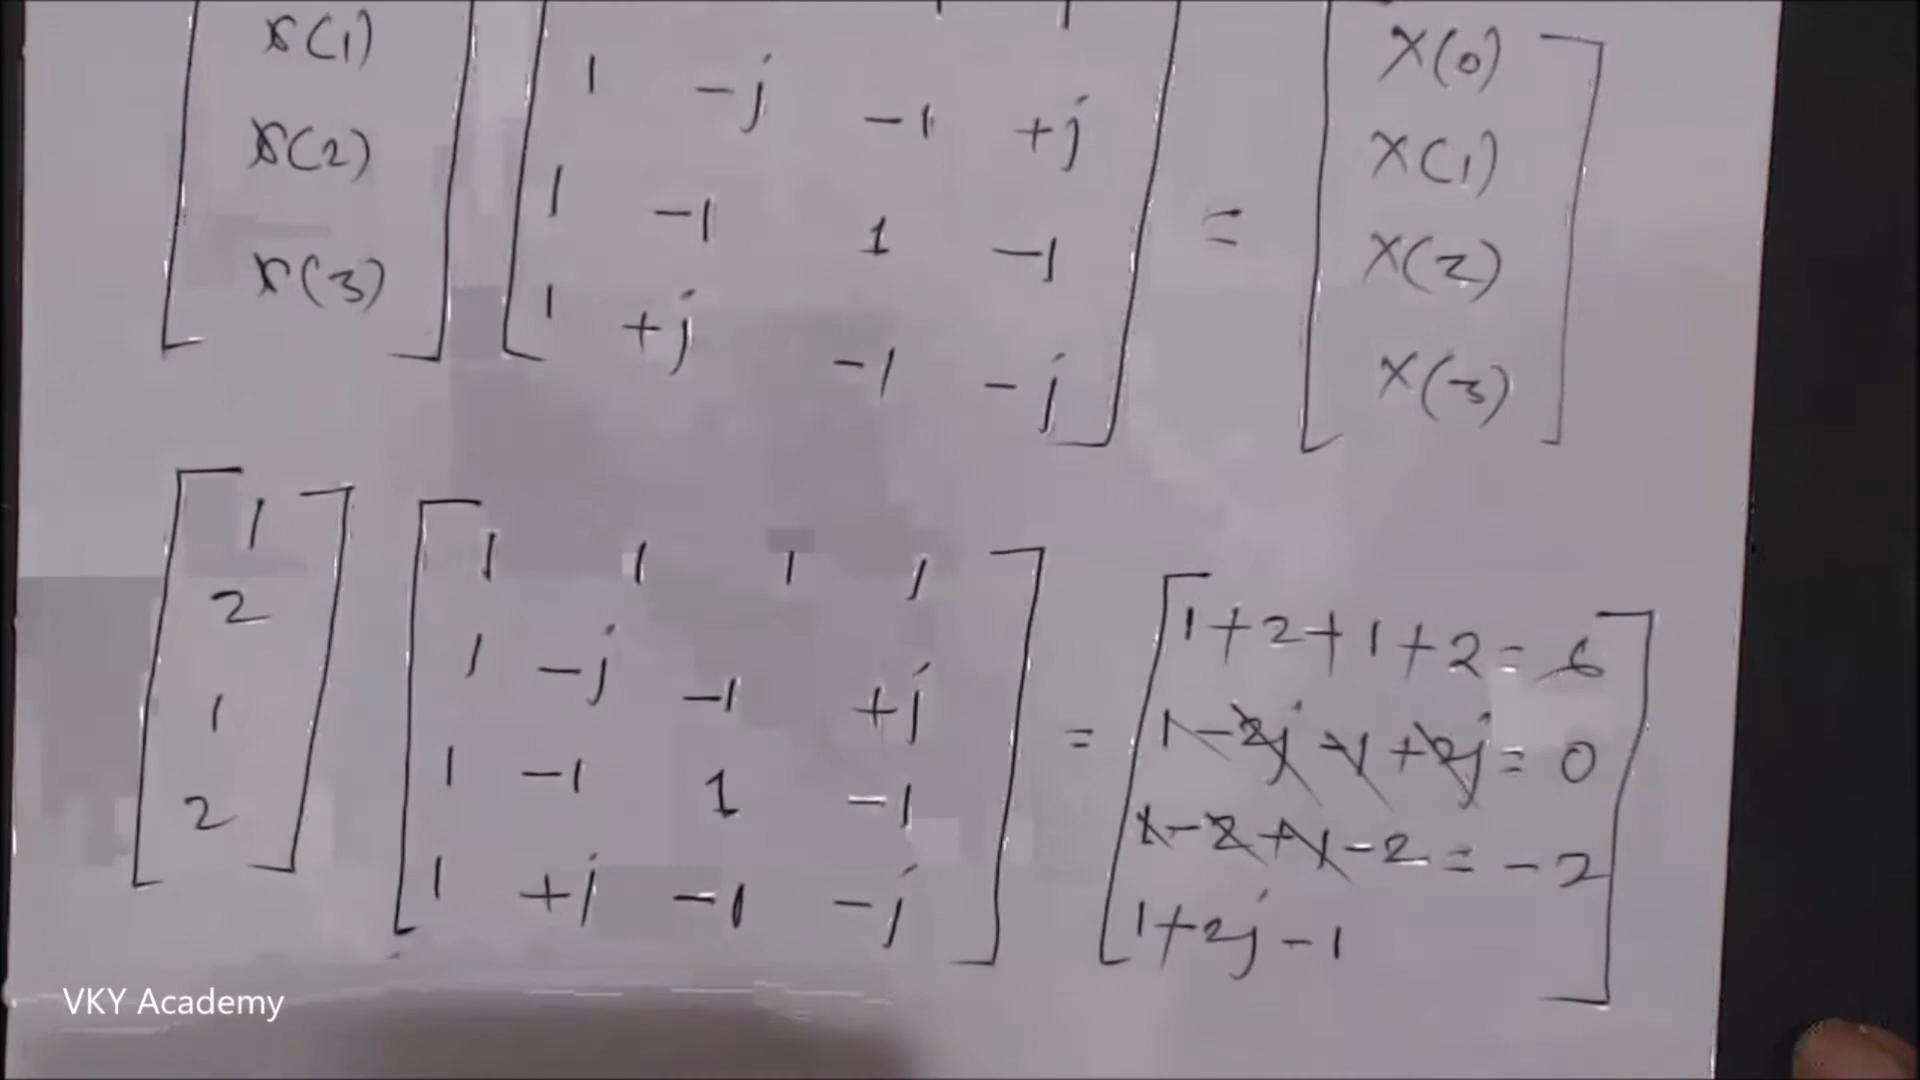 x(1)
x(2)
x(3)
1 -j -1 +j
1 -1 1 -1
1 +j -1 -j
=
X(0)
X(1)
X(2)
X(3)
1
2
1
2
1 1 1 1
1 -j -1 +j
1 -1 1 -1
1 +j -1 -j
=
1+2+1+2=6
1-2j-1+2j=0
1-2+1-2=-2
1+2j-1
VKY Academy